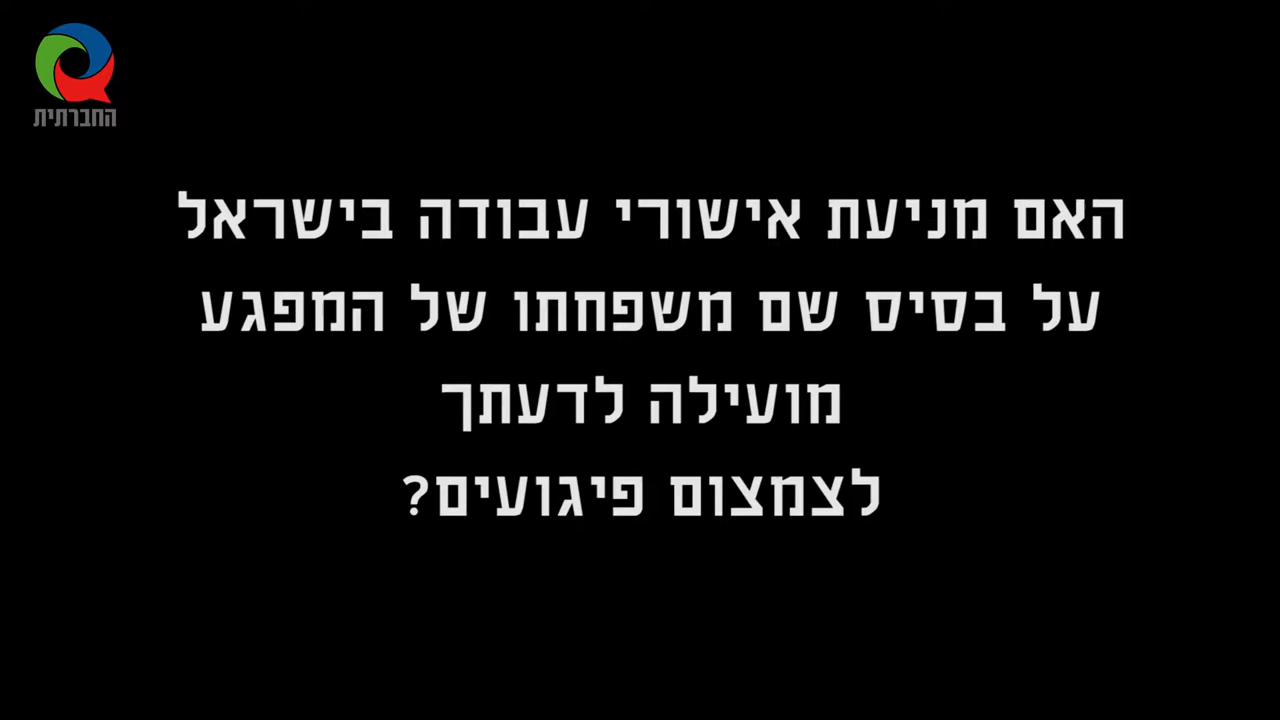 החברתית
האם מניעת אישורי עבודה בישראל
על בסיס שם משפחתו של המפגע
מועילה לדעתך
לצמצום פיגועים?